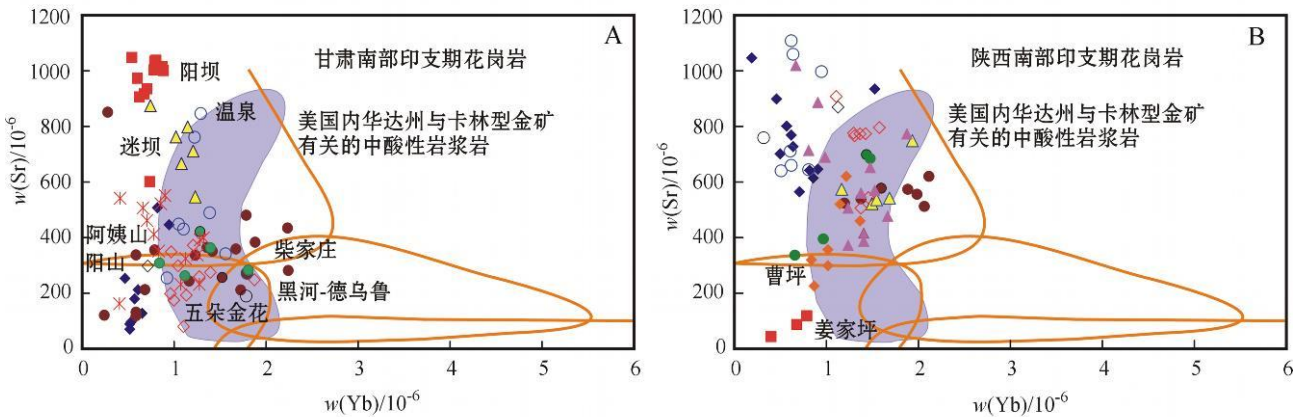 1200
1000
800
600
400
200
0
w(Sr)/10⁻⁶
A
甘肃南部印支期花岗岩
阳坝
温泉
美国内华达州与卡林型金矿
有关的中酸性岩浆岩
迷坝
阿姨山
阳山
柴家庄
黑河-德乌鲁
五朵金花
0 1 2 3 4 5 6
w(Yb)/10⁻⁶
1200
1000
800
600
400
200
0
w(Sr)/10⁻⁶
B
陕西南部印支期花岗岩
美国内华达州与卡林型金矿
有关的中酸性岩浆岩
曹坪
姜家坪
0 1 2 3 4 5 6
w(Yb)/10⁻⁶